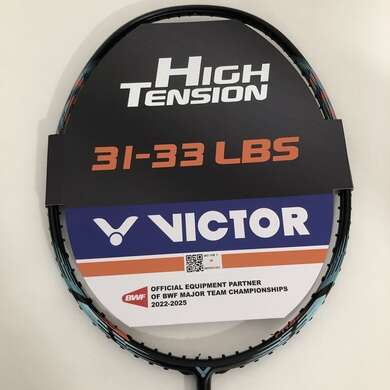 HIGH
TENSION
31-33 LBS
VICTOR
BWF
OFFICIAL EQUIPMENT PARTNER
OF BWF MAJOR TEAM CHAMPIONSHIPS
2022-2025